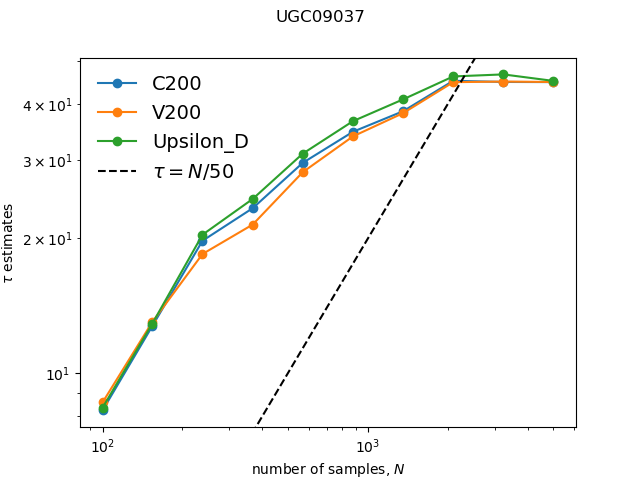 UGC09037
C200
V200
Upsilon_D
τ = N/50
4 × 10¹
3 × 10¹
2 × 10¹
10¹
τ estimates
10² 10³
number of samples, N